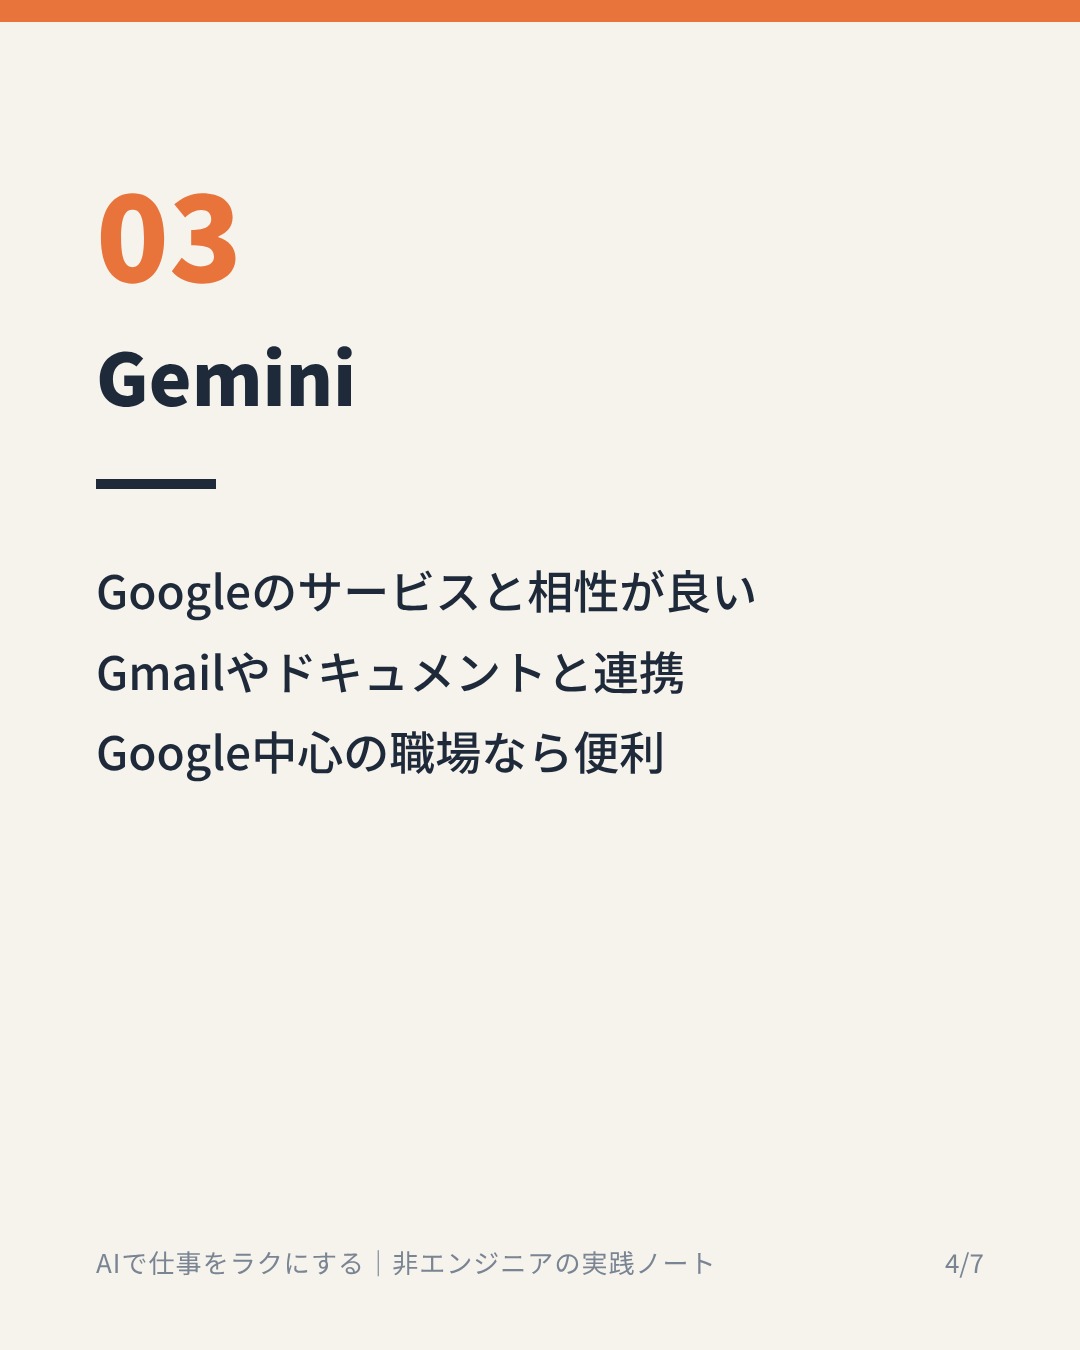 03
Gemini
Googleのサービスと相性が良い
Gmailやドキュメントと連携
Google中心の職場なら便利
AIで仕事をラクにする｜非エンジニアの実践ノート
4/7